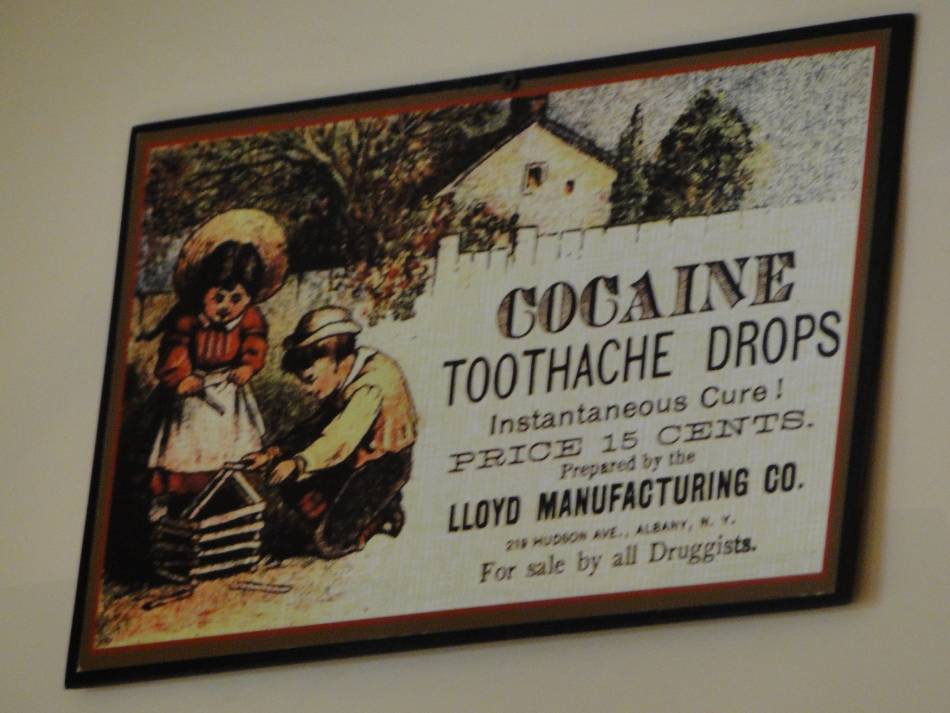 COCAINE
TOOTHACHE DROPS
Instantaneous Cure!
PRICE 15 CENTS.
Prepared by the
LLOYD MANUFACTURING CO.
219 HUDSON AVE., ALBANY, N. Y.
For sale by all Druggists.